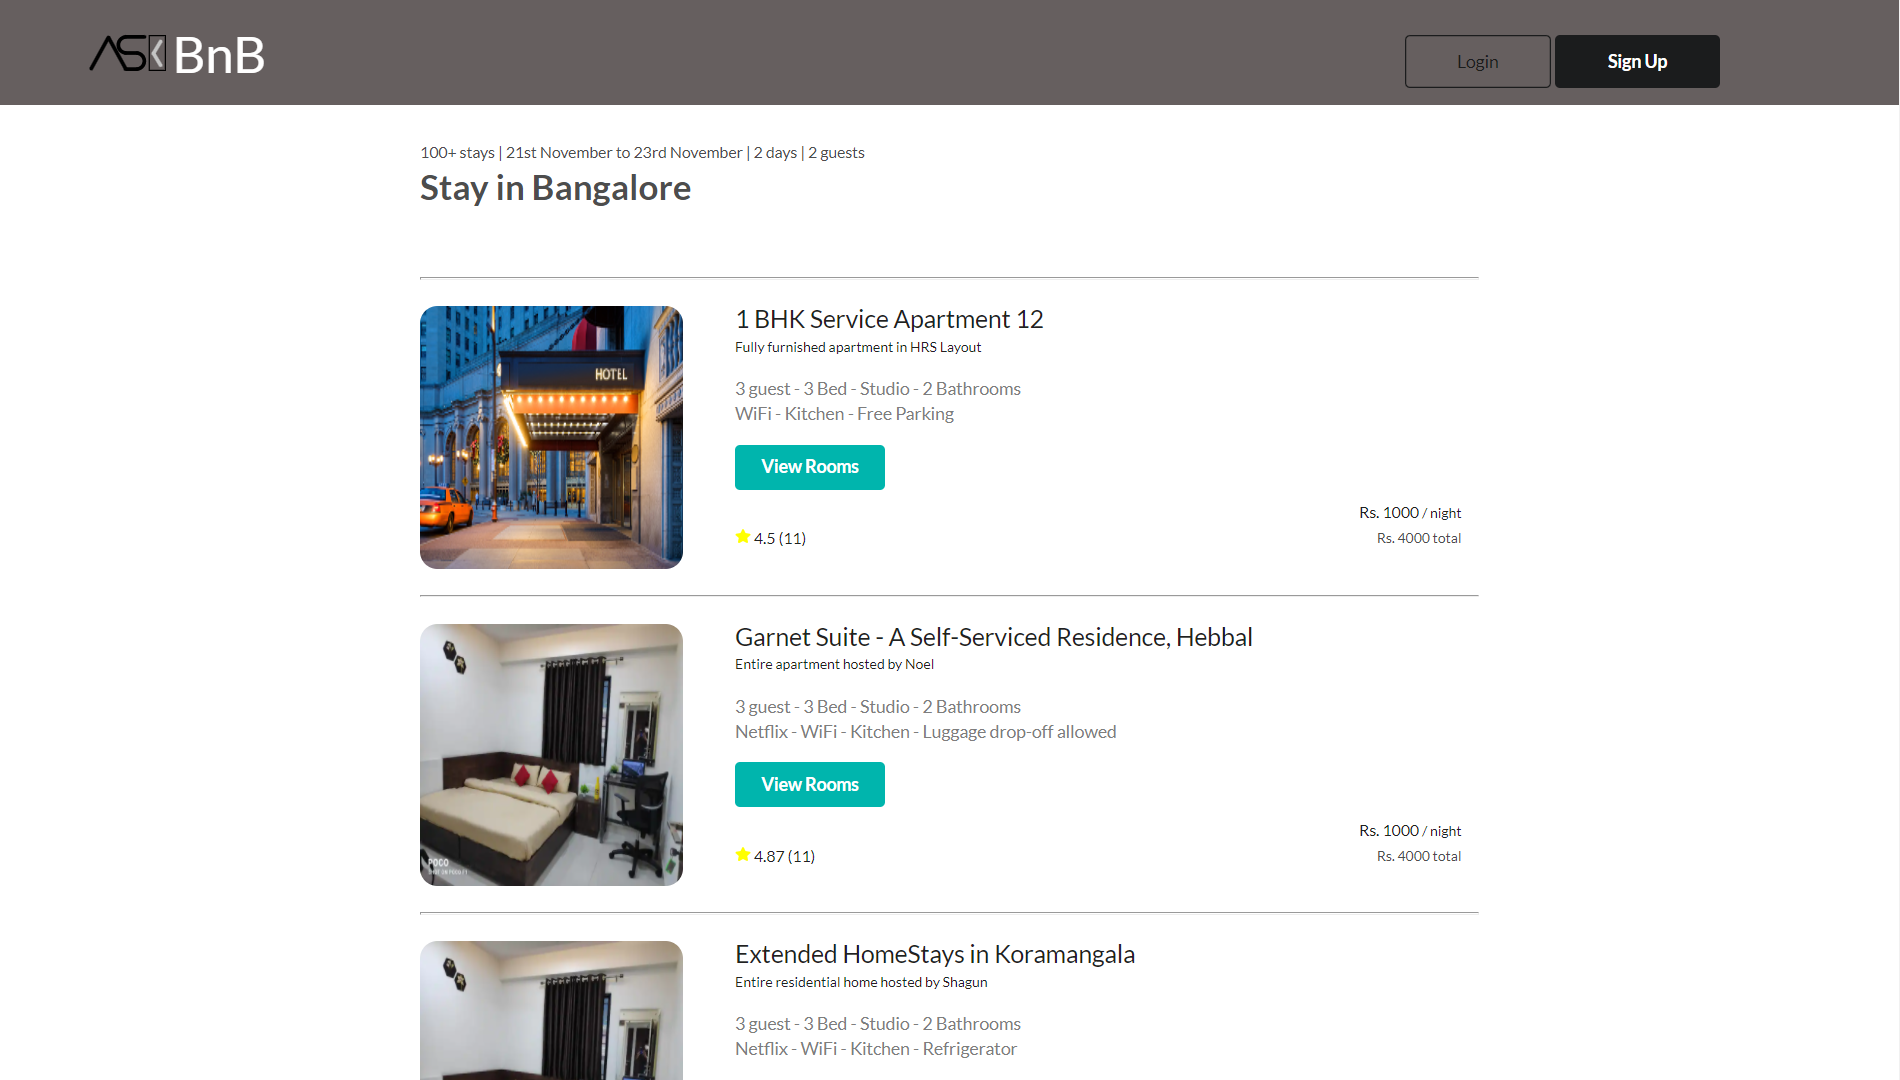 ASK BnB
Login
Sign Up
100+ stays | 21st November to 23rd November | 2 days | 2 guests
Stay in Bangalore
HOTEL
1 BHK Service Apartment 12
Fully furnished apartment in HRS Layout
3 guest - 3 Bed - Studio - 2 Bathrooms
WiFi - Kitchen - Free Parking
View Rooms
4.5 (11)
Rs. 1000 / night
Rs. 4000 total
Garnet Suite - A Self-Serviced Residence, Hebbal
Entire apartment hosted by Noel
3 guest - 3 Bed - Studio - 2 Bathrooms
Netflix - WiFi - Kitchen - Luggage drop-off allowed
View Rooms
POCO
4.87 (11)
Rs. 1000 / night
Rs. 4000 total
Extended HomeStays in Koramangala
Entire residential home hosted by Shagun
3 guest - 3 Bed - Studio - 2 Bathrooms
Netflix - WiFi - Kitchen - Refrigerator